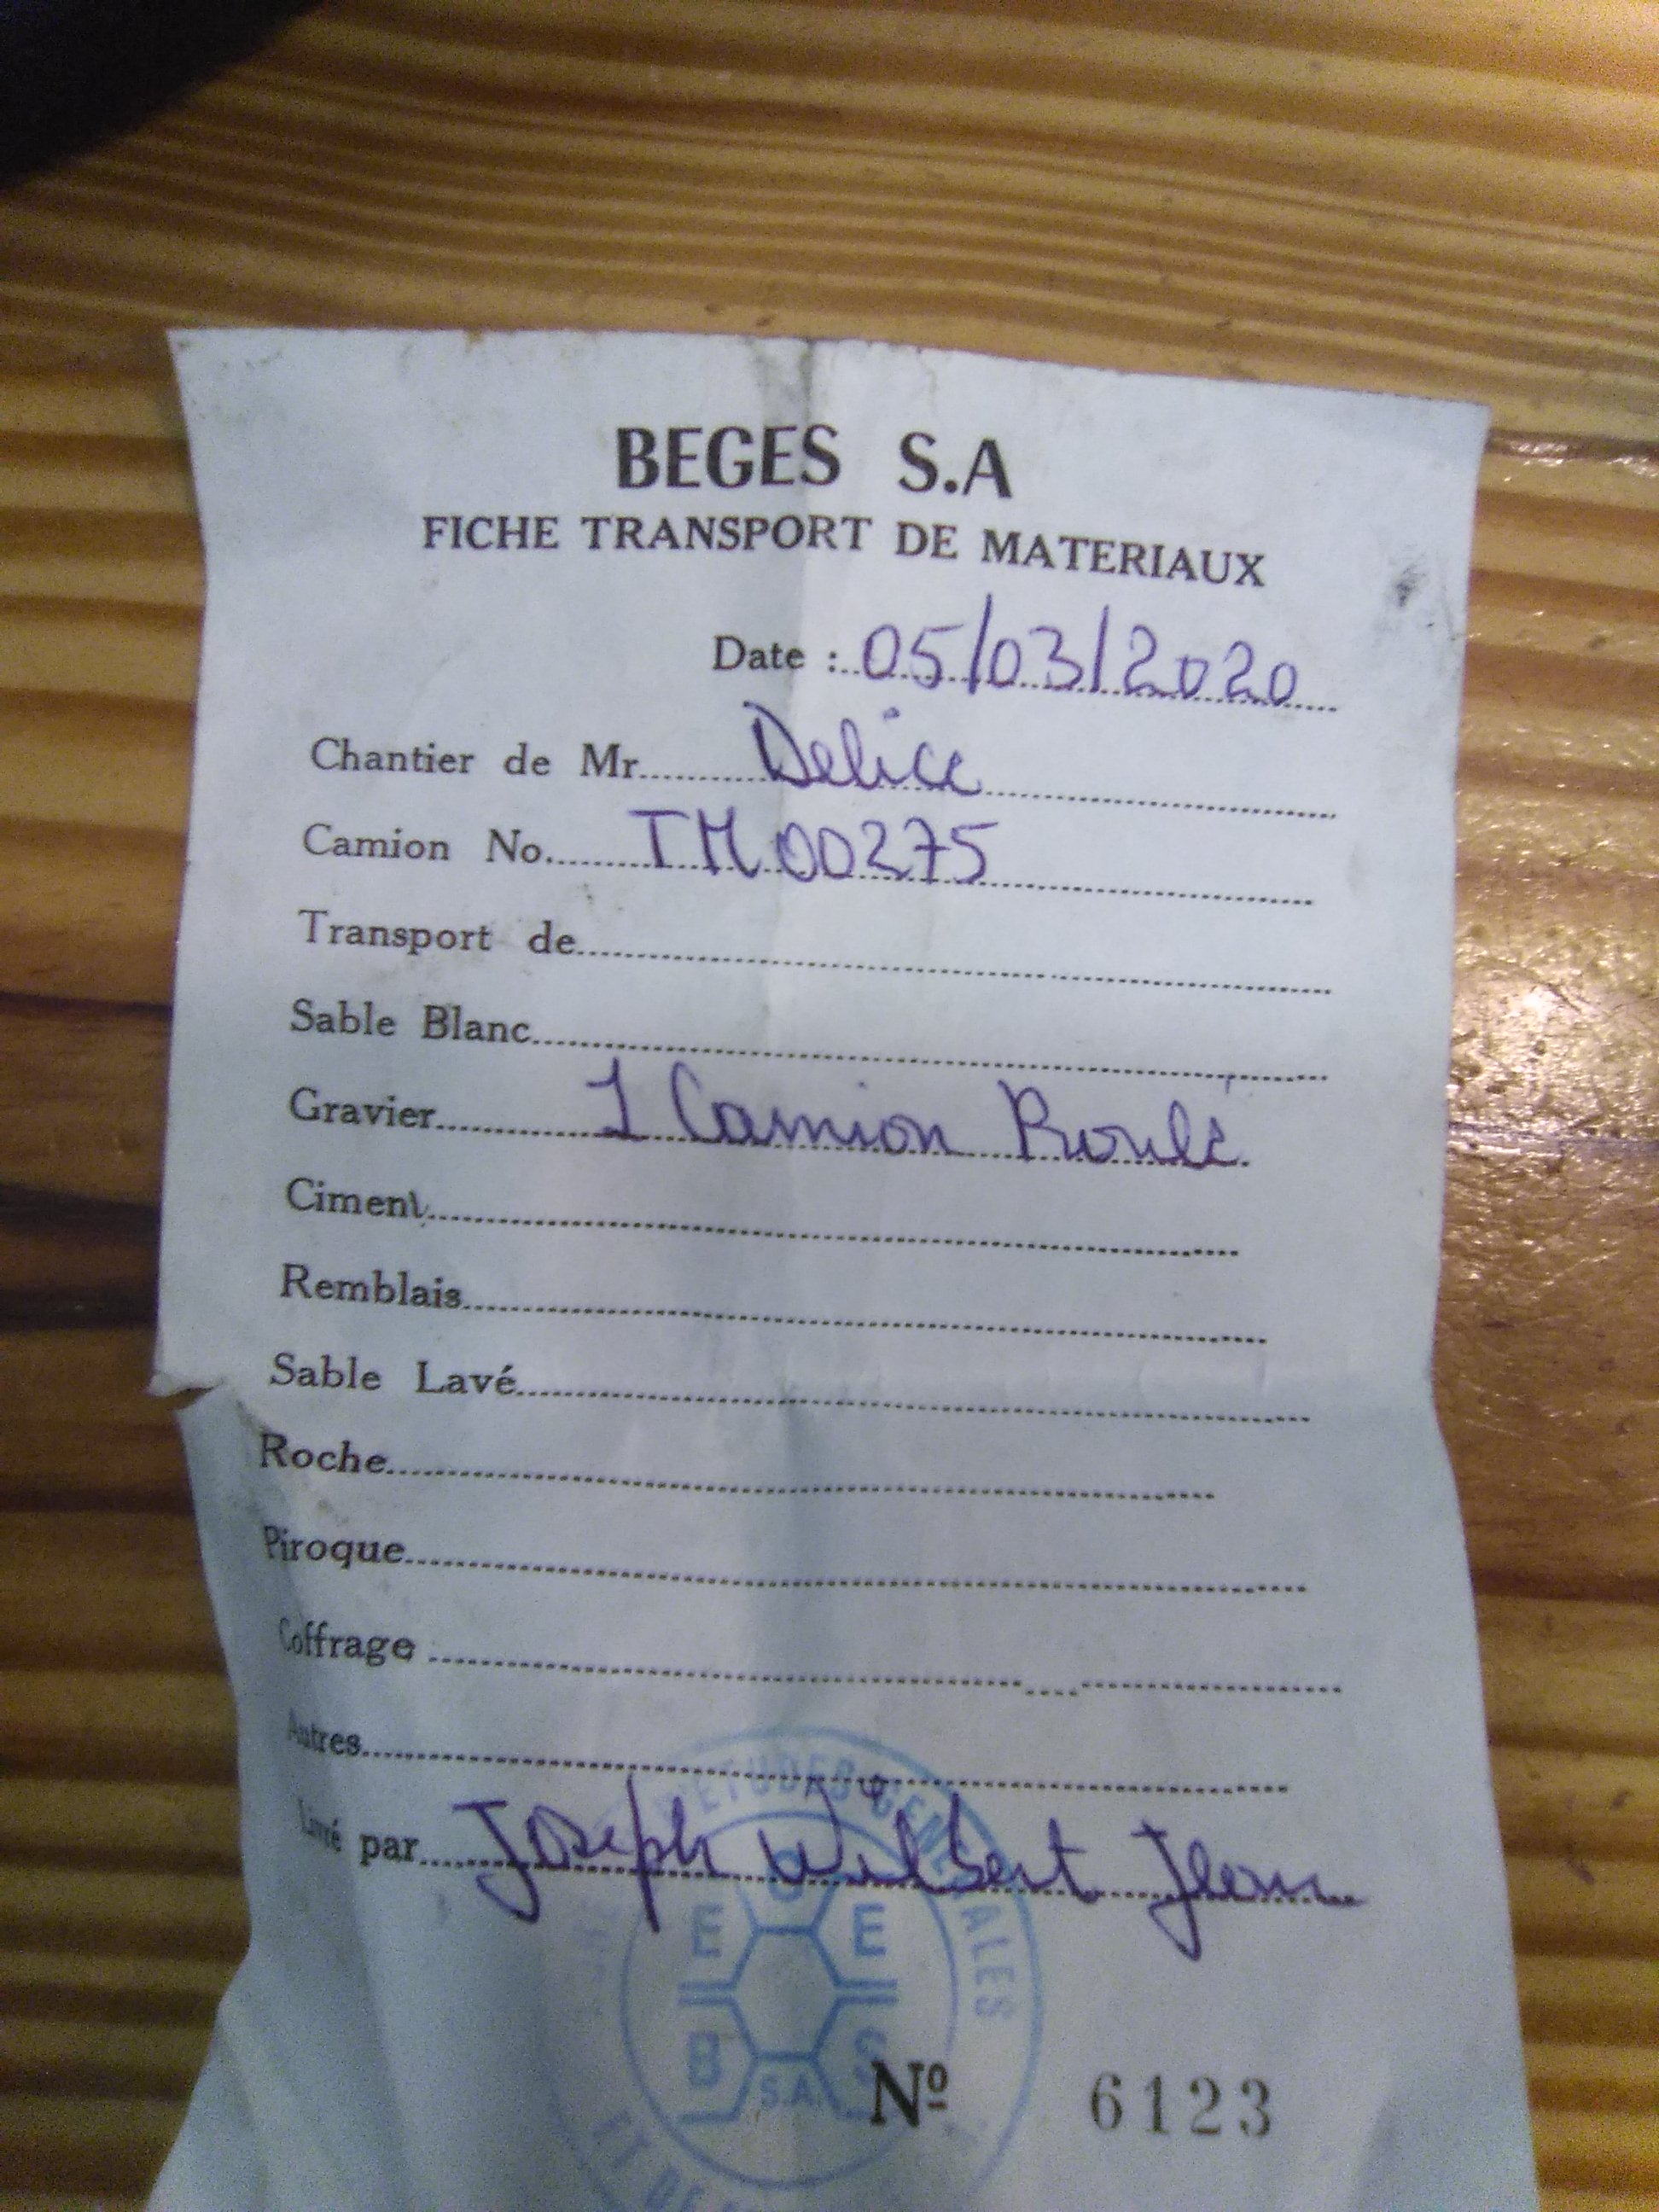 BEGES S.A
FICHE TRANSPORT DE MATERIAUX
Date : 05/03/2020
Chantier de Mr. Delice
Camion No. TM 00275
Transport de
Sable Blanc
Gravier 1 Camion Roulé
Ciment
Remblais
Sable Lavé
Roche
Piroque
Coffrage
Autres
Livré par Joseph Wilbert Jean
D'ETUDES GENERALES
G
E E
B S
S.A.
ET DE
Nº 6123